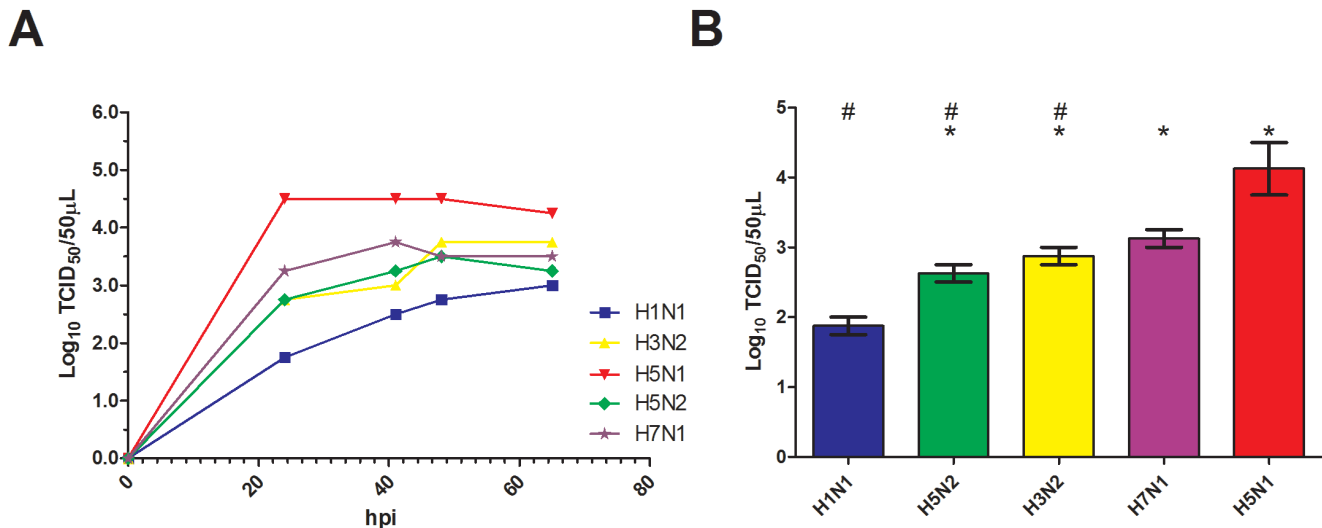 A
Log10 TCID50/50μL
6.0
5.0
4.0
3.0
2.0
1.0
0.0
0
20
40
60
80
hpi
H1N1
H3N2
H5N1
H5N2
H7N1
B
Log10 TCID50/50μL
5
4
3
2
1
0
# # #
* * * *
H1N1
H5N2
H3N2
H7N1
H5N1